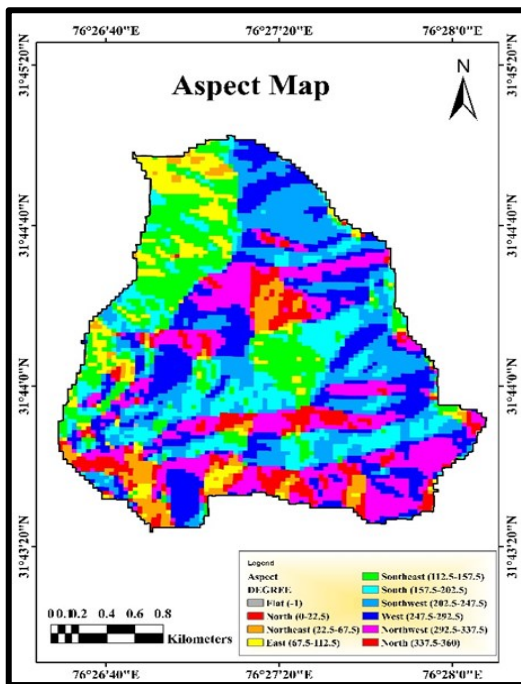 76°26'40"E 76°27'20"E 76°28'0"E
31°45'20"N 31°45'20"N
Aspect Map
N
31°44'40"N 31°44'40"N
31°44'0"N 31°44'0"N
31°43'20"N 31°43'20"N
Legend
Aspect
DEGREE
Flat (-1)
North (0-22.5)
Northeast (22.5-67.5)
East (67.5-112.5)
Southeast (112.5-157.5)
South (157.5-202.5)
Southwest (202.5-247.5)
West (247.5-292.5)
Northwest (292.5-337.5)
North (337.5-360)
0 0.10.2 0.4 0.6 0.8
Kilometers
76°26'40"E 76°27'20"E 76°28'0"E